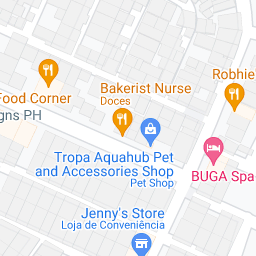 Bakerist Nurse
Doces
Robhie
Food Corner
gns PH
Tropa Aquahub Pet
and Accessories Shop
Pet Shop
BUGA Spa
Jenny's Store
Loja de Conveniência